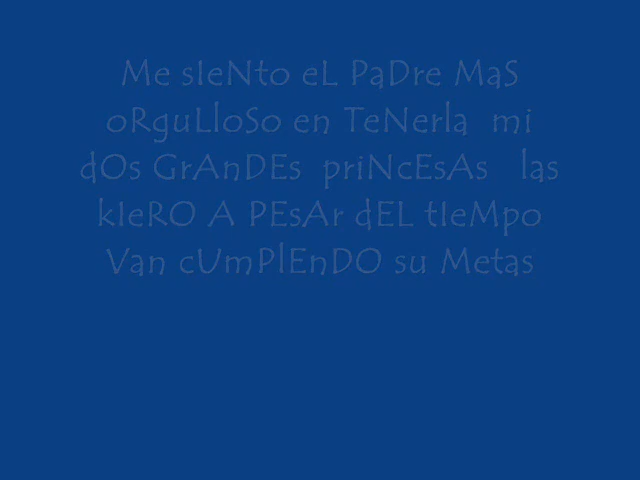 Me sIeNto eL PaDre MaS
oRguLloSo en TeNerla mi
dOs GrAnDEs priNcEsAs las
kIeRO A PEsAr dEL tIeMpo
Van cUmPlEnDO su Metas